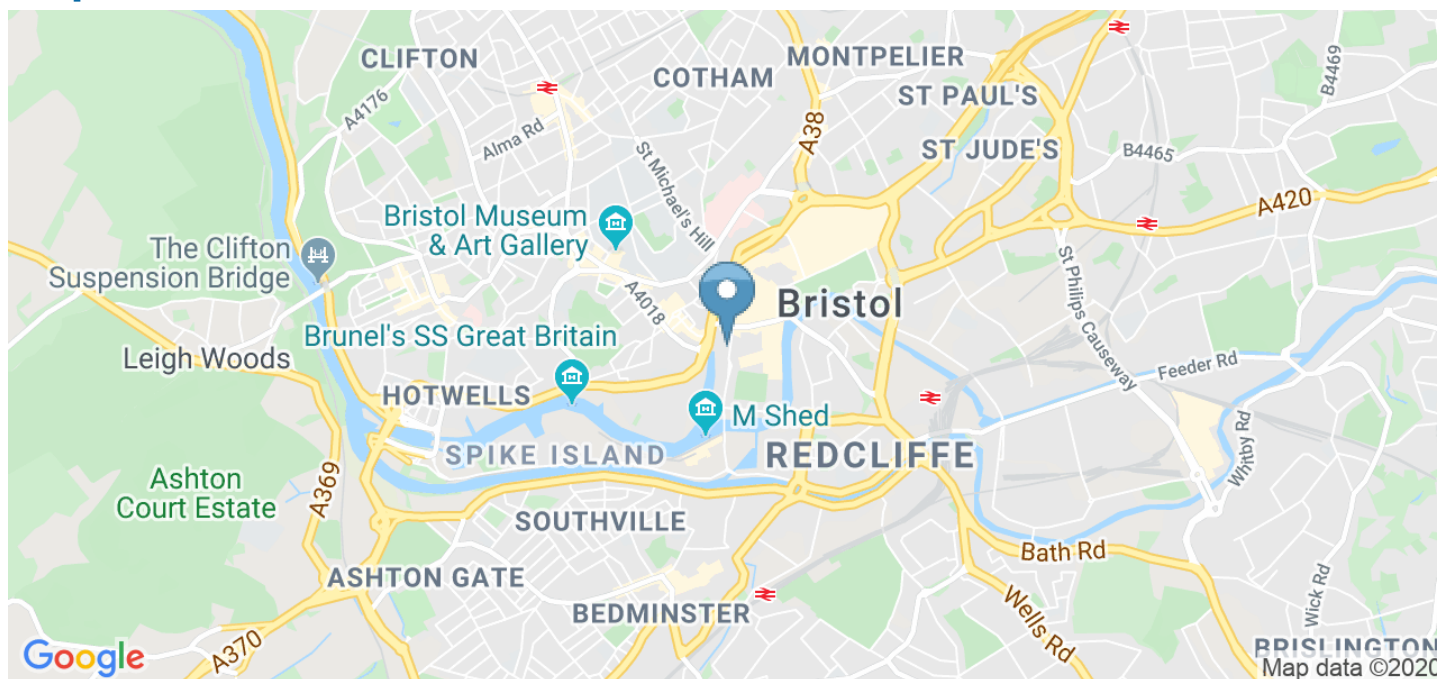 CLIFTON
COTHAM
MONTPELIER
ST PAUL'S
ST JUDE'S
A4176
Alma Rd
St Michael's Hill
A38
B4469
B4465
A420
Bristol Museum
& Art Gallery
The Clifton
Suspension Bridge
A4018
Bristol
St Philips Causeway
Brunel's SS Great Britain
Leigh Woods
HOTWELLS
M Shed
Feeder Rd
SPIKE ISLAND
REDCLIFFE
Whitby Rd
Ashton
Court Estate
A369
SOUTHVILLE
Bath Rd
ASHTON GATE
BEDMINSTER
Wells Rd
Wick Rd
A370
BRISLINGTON
Google
Map data ©2020